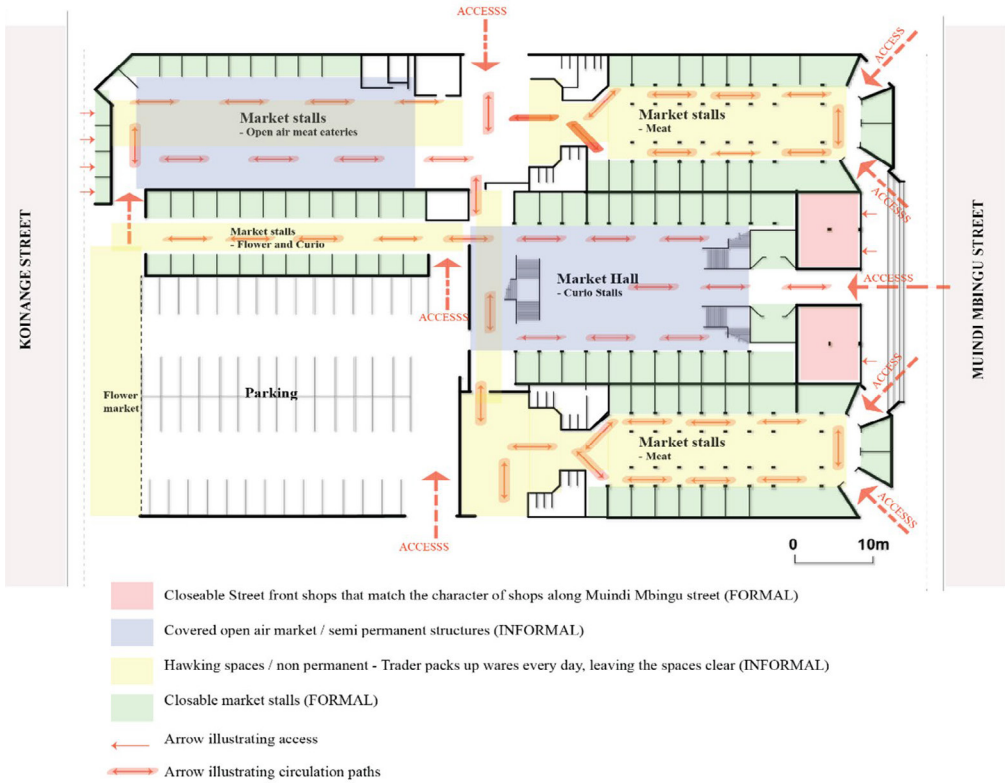 ACCESSS
ACCESS
KOINANGE STREET
Market stalls
- Open air meat eateries
Market stalls
- Meat
ACCESSS
MUINDI MBINGU STREET
Market stalls
- Flower and Curio
Market Hall
- Curio Stalls
ACCESSS
ACCESSS
Flower
market
Parking
ACCESS
Market stalls
- Meat
ACCESSS
ACCESSS
0 10m
Closeable Street front shops that match the character of shops along Muindi Mbingu street (FORMAL)
Covered open air market / semi permanent structures (INFORMAL)
Hawking spaces / non permanent - Trader packs up wares every day, leaving the spaces clear (INFORMAL)
Closable market stalls (FORMAL)
Arrow illustrating access
Arrow illustrating circulation paths